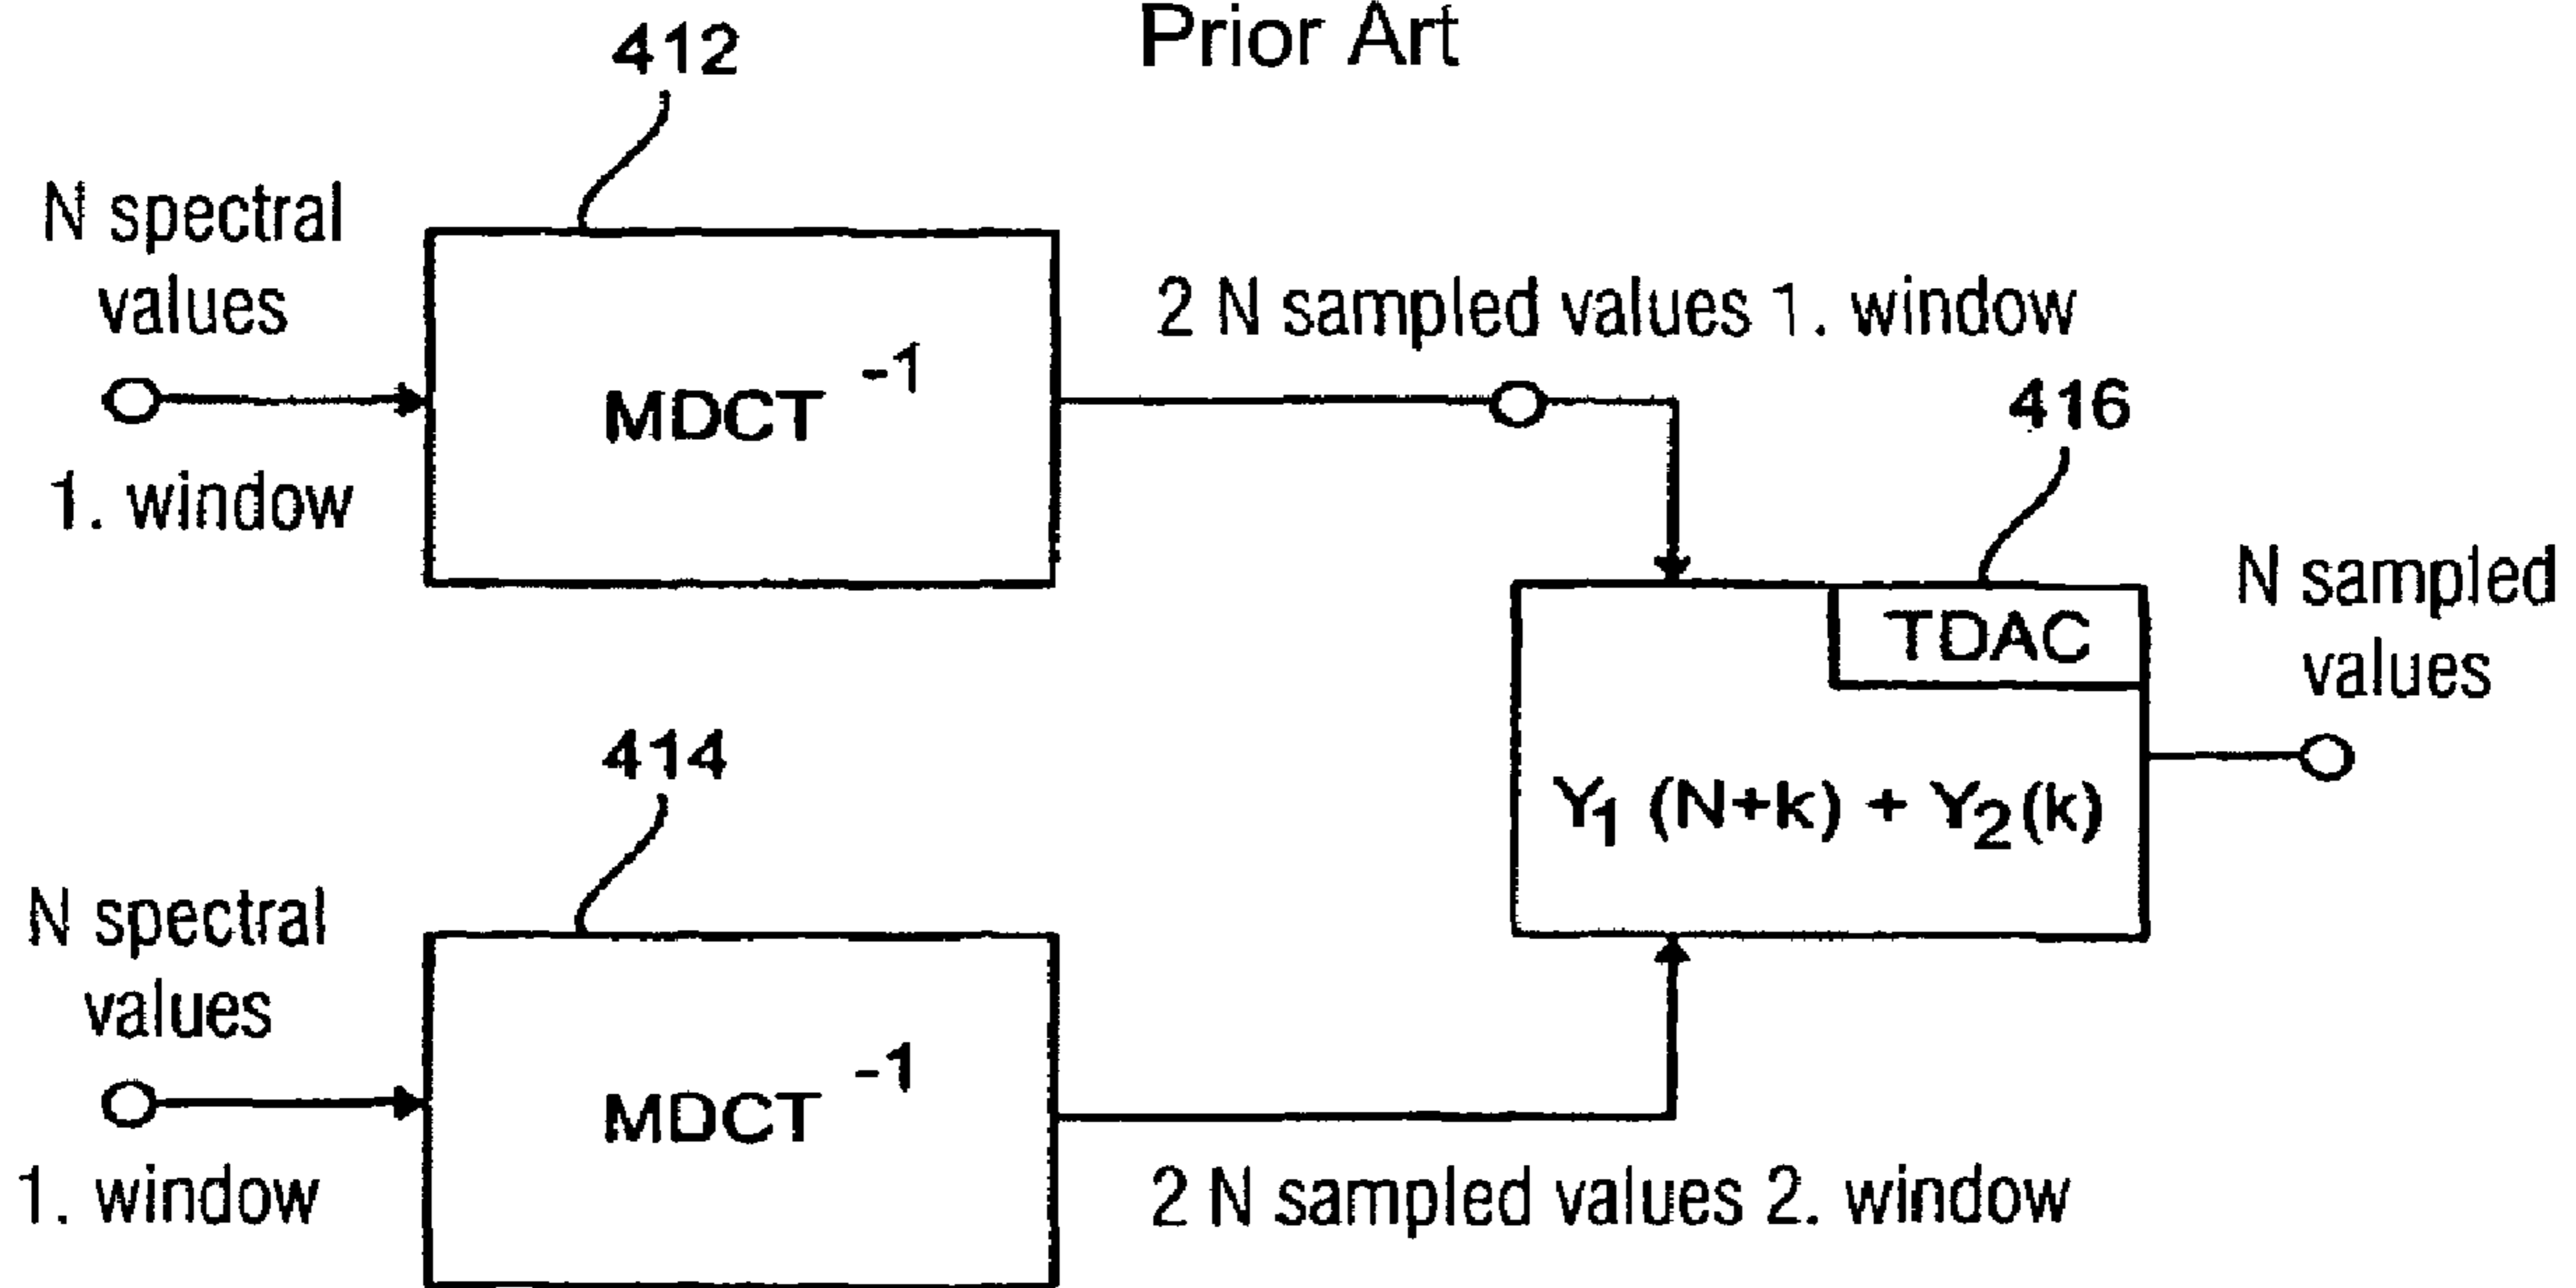 Prior Art
412
N spectral
values
1. window
MDCT -1
2 N sampled values 1. window
416
TDAC
Y1 (N+k) + Y2(k)
N sampled
values
414
N spectral
values
1. window
MDCT -1
2 N sampled values 2. window